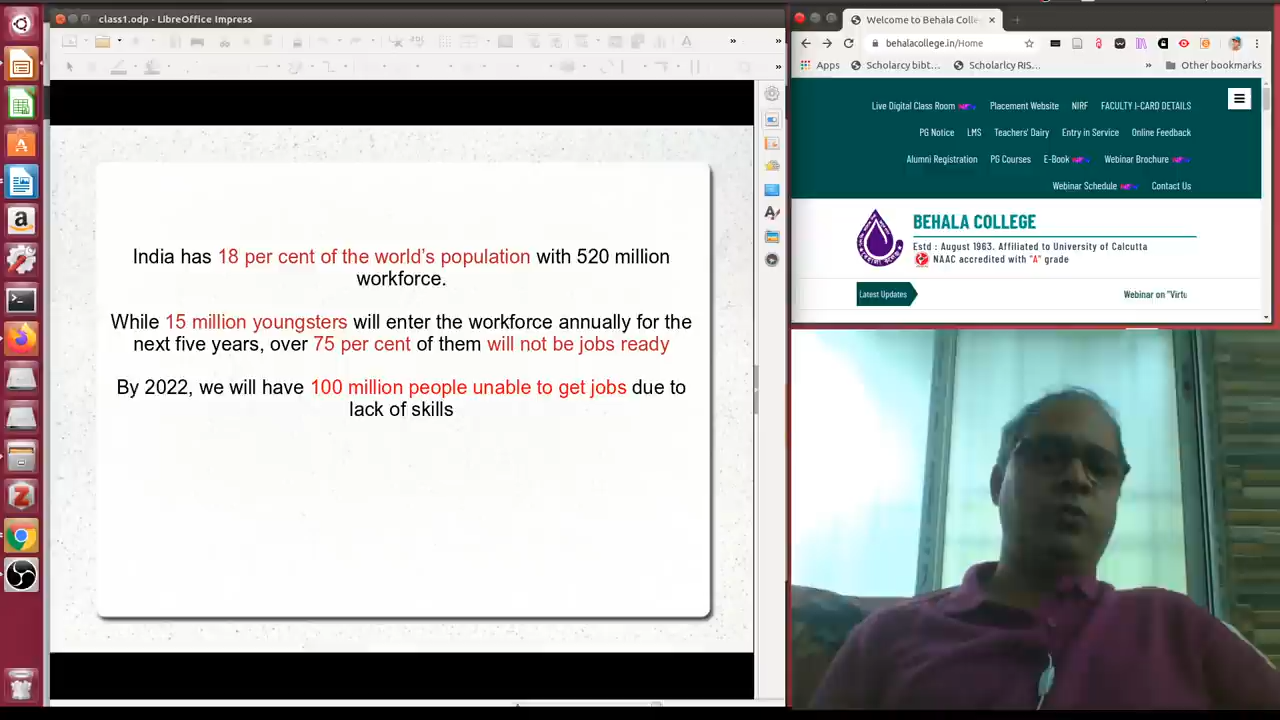 class1.odp - LibreOffice Impress
India has 18 per cent of the world's population with 520 million
workforce.
While 15 million youngsters will enter the workforce annually for the
next five years, over 75 per cent of them will not be jobs ready
By 2022, we will have 100 million people unable to get jobs due to
lack of skills
Welcome to Behala Colle
behalacollege.in/Home
Apps Scholarcy bibt... Scholarlcy RIS... » Other bookmarks
Live Digital Class Room Placement Website NIRF FACULTY I-CARD DETAILS
PG Notice LMS Teachers' Dairy Entry in Service Online Feedback
Alumni Registration PG Courses E-Book Webinar Brochure
Webinar Schedule Contact Us
BEHALA COLLEGE
Estd : August 1963. Affiliated to University of Calcutta
NAAC accredited with "A" grade
Latest Updates Webinar on "Virtu